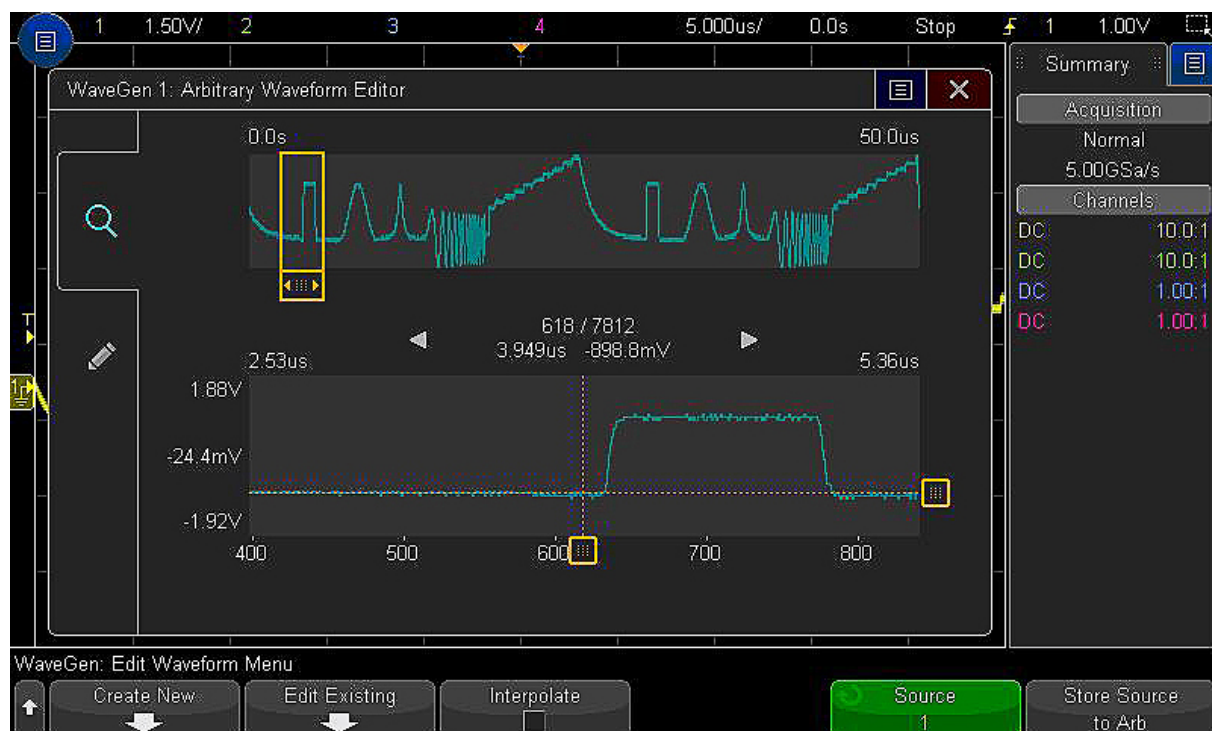 1 1.50V/ 2 3 4 5.000us/ 0.0s Stop 1 1.00V
Summary
WaveGen 1: Arbitrary Waveform Editor
Acquisition
Normal
5.00GSa/s
Channels
DC 10.0:1
DC 10.0:1
DC 1.00:1
DC 1.00:1
0.0s 50.0us
618 / 7812
3.949us -898.8mV
2.53us 5.36us
1.88V
-24.4mV
-1.92V
400 500 600 700 800
T
1
WaveGen: Edit Waveform Menu
Create New
Edit Existing
Interpolate
Source
1
Store Source
to Arb